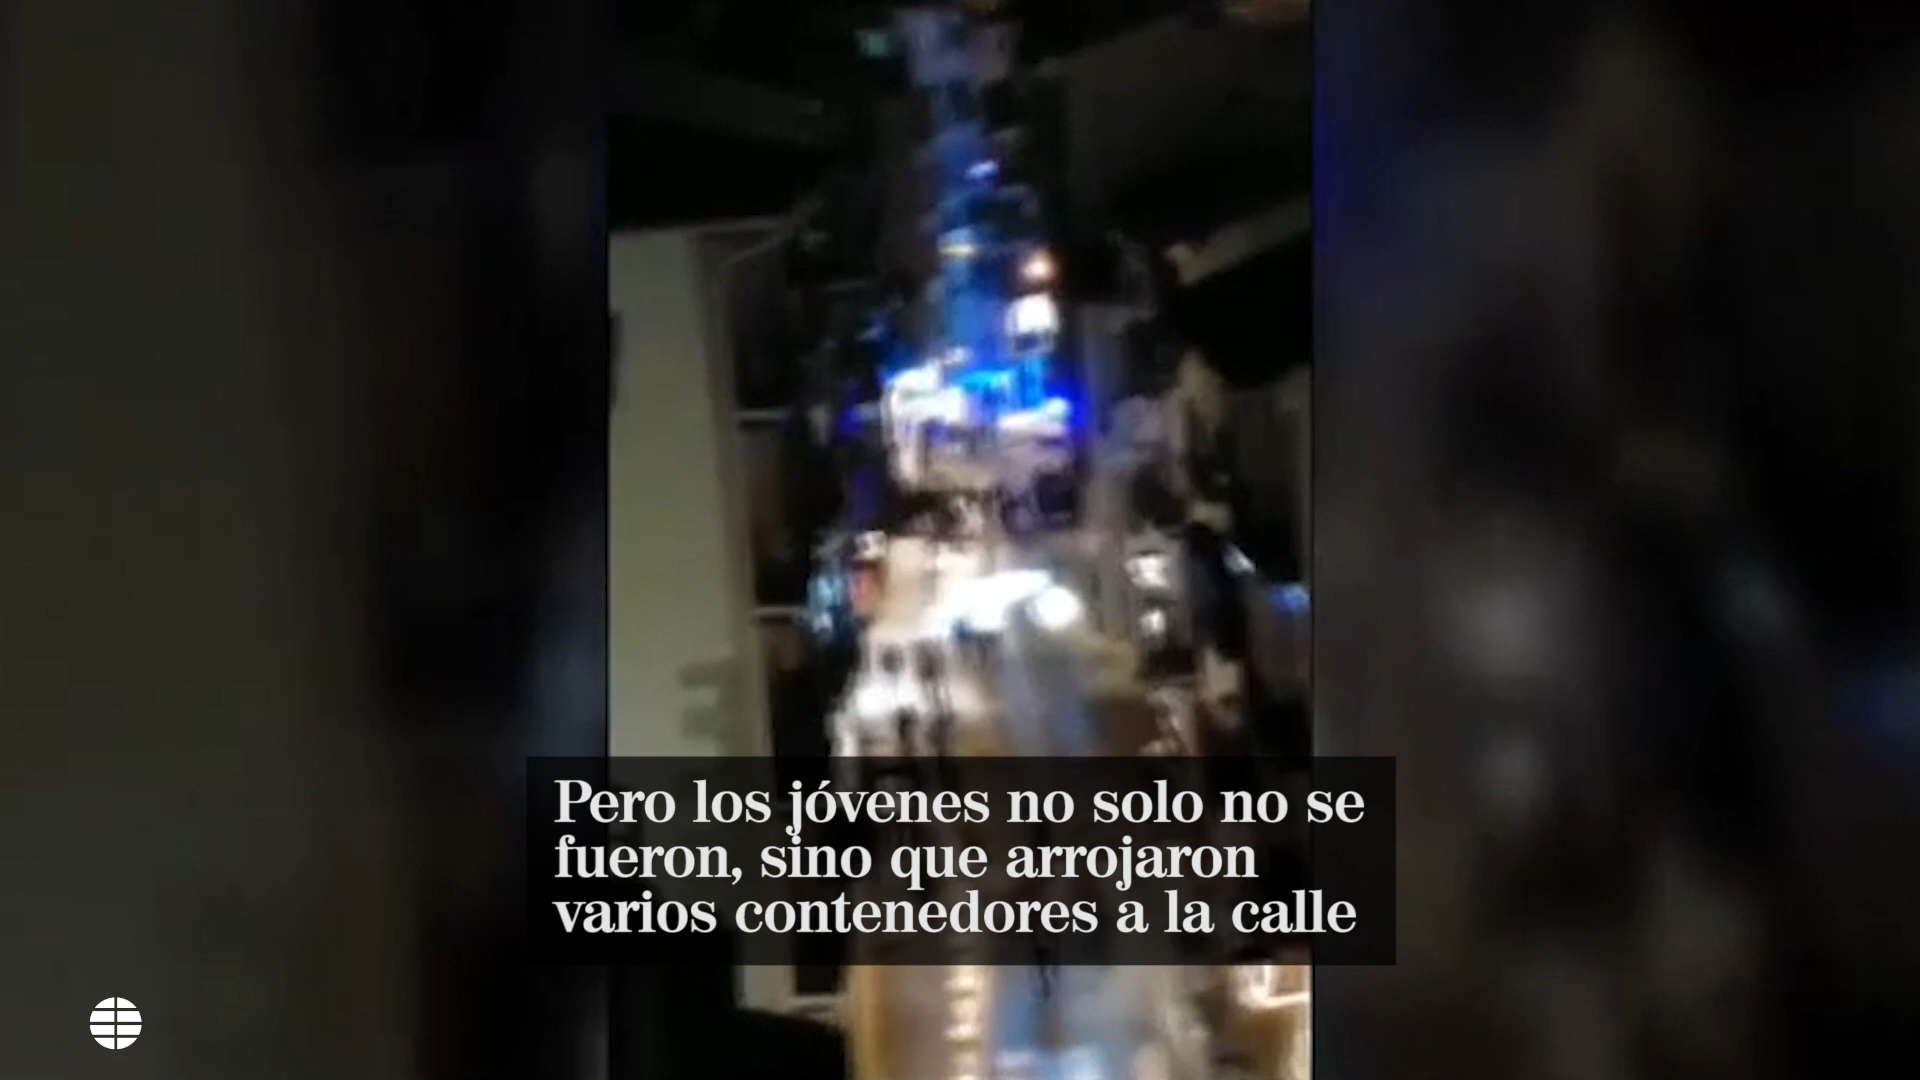 Pero los jóvenes no solo no se
fueron, sino que arrojaron
varios contenedores a la calle